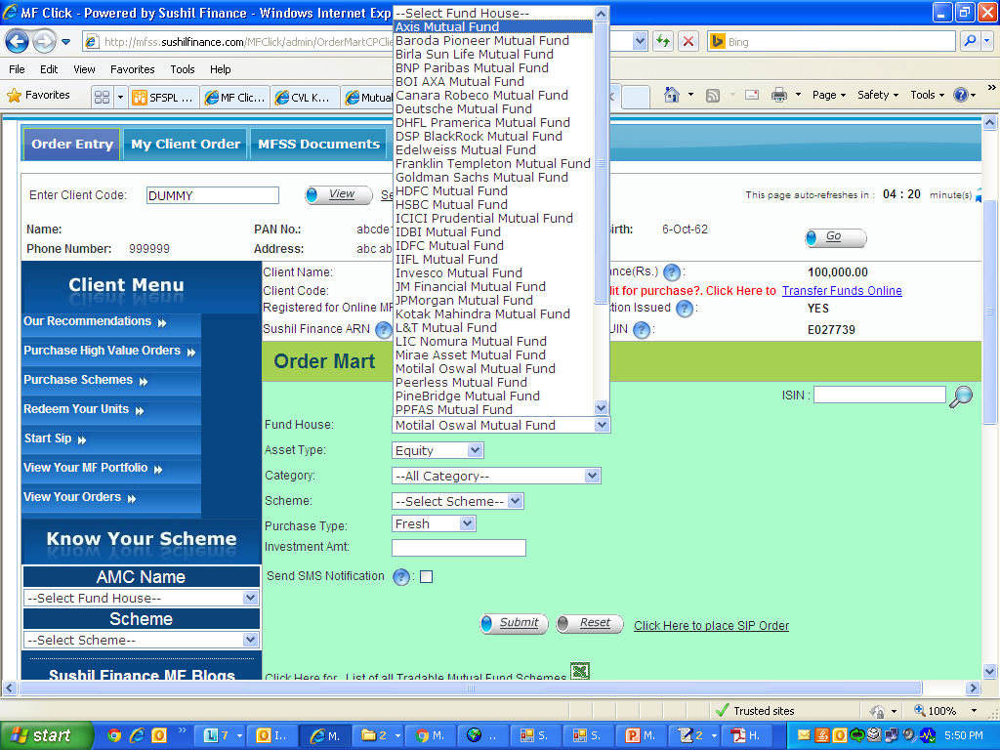 MF Click - Powered by Sushil Finance - Windows Internet Exp
http://mfss.sushilfinance.com/MFClick/admin/OrderMartCPClie
Bing
File Edit View Favorites Tools Help
Favorites
SFSPL ...
MF Clic...
CVL K...
Mutua
Page
Safety
Tools
Order Entry
My Client Order
MFSS Documents
Enter Client Code:
DUMMY
View
Se
This page auto-refreshes in : 04 : 20 minute(s)
Name:
PAN No.:
abcde
irth:
6-Oct-62
Go
Phone Number:
999999
Address:
abc ab
Client Menu
Our Recommendations
Purchase High Value Orders
Purchase Schemes
Redeem Your Units
Start Sip
View Your MF Portfolio
View Your Orders
Know Your Scheme
AMC Name
--Select Fund House--
Scheme
--Select Scheme--
Sushil Finance MF Blogs
Client Name:
nce(Rs.) ? :
100,000.00
Client Code:
dit for purchase?. Click Here to
Transfer Funds Online
Registered for Online MF
tion Issued ? :
YES
Sushil Finance ARN ?
UIN ? :
E027739
Order Mart
ISIN :
--Select Fund House--
Axis Mutual Fund
Baroda Pioneer Mutual Fund
Birla Sun Life Mutual Fund
BNP Paribas Mutual Fund
BOI AXA Mutual Fund
Canara Robeco Mutual Fund
Deutsche Mutual Fund
DHFL Pramerica Mutual Fund
DSP BlackRock Mutual Fund
Edelweiss Mutual Fund
Franklin Templeton Mutual Fund
Goldman Sachs Mutual Fund
HDFC Mutual Fund
HSBC Mutual Fund
ICICI Prudential Mutual Fund
IDBI Mutual Fund
IDFC Mutual Fund
IIFL Mutual Fund
Invesco Mutual Fund
JM Financial Mutual Fund
JPMorgan Mutual Fund
Kotak Mahindra Mutual Fund
L&T Mutual Fund
LIC Nomura Mutual Fund
Mirae Asset Mutual Fund
Motilal Oswal Mutual Fund
Peerless Mutual Fund
PineBridge Mutual Fund
PPFAS Mutual Fund
Fund House:
Motilal Oswal Mutual Fund
Asset Type:
Equity
Category:
--All Category--
Scheme:
--Select Scheme--
Purchase Type:
Fresh
Investment Amt:
Send SMS Notification ? :
Submit
Reset
Click Here to place SIP Order
Click Here for List of all Tradable Mutual Fund Schemes
Trusted sites
100%
start
7
I..
M.
2
M.
..
S.
S.
M.
2
H.
5:50 PM